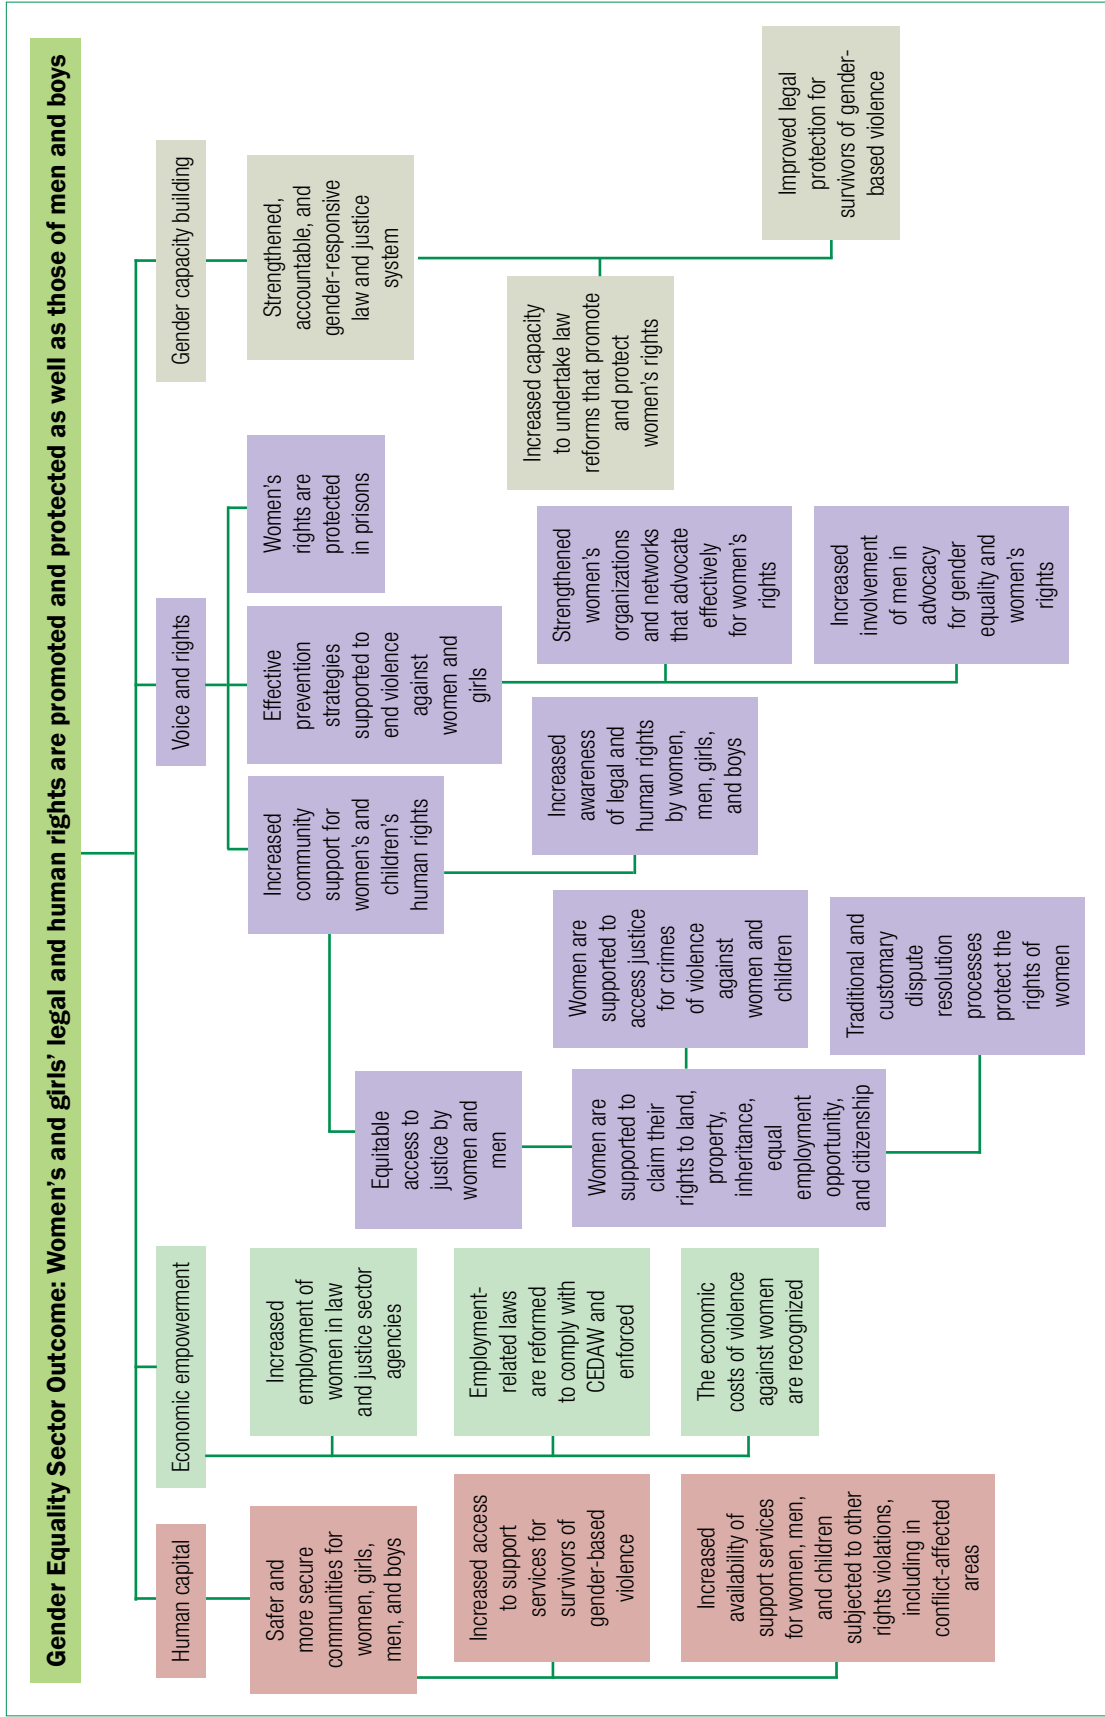 Gender Equality Sector Outcome: Women’s and girls’ legal and human rights are promoted and protected as well as those of men and boys
Human capital
Safer and
more secure
communities for
women, girls,
men, and boys
Increased access
to support
services for
survivors of
gender-based
violence
Increased
availability of
support services
for women, men,
and children
subjected to other
rights violations,
including in
conflict-affected
areas
Economic empowerment
Increased
employment of
women in law
and justice sector
agencies
Employment-
related laws
are reformed
to comply with
CEDAW and
enforced
The economic
costs of violence
against women
are recognized
Voice and rights
Increased
community
support for
women’s and
children’s
human rights
Effective
prevention
strategies
supported to
end violence
against
women and
girls
Women’s
rights are
protected
in prisons
Equitable
access to
justice by
women and
men
Women are
supported to
claim their
rights to land,
property,
inheritance,
equal
employment
opportunity,
and citizenship
Women are
supported to
access justice
for crimes
of violence
against
women and
children
Traditional and
customary
dispute
resolution
processes
protect the
rights of
women
Increased
awareness
of legal and
human rights
by women,
men, girls,
and boys
Strengthened
women’s
organizations
and networks
that advocate
effectively
for women’s
rights
Increased
involvement
of men in
advocacy
for gender
equality and
women’s
rights
Gender capacity building
Strengthened,
accountable, and
gender-responsive
law and justice
system
Increased capacity
to undertake law
reforms that promote
and protect
women’s rights
Improved legal
protection for
survivors of gender-
based violence